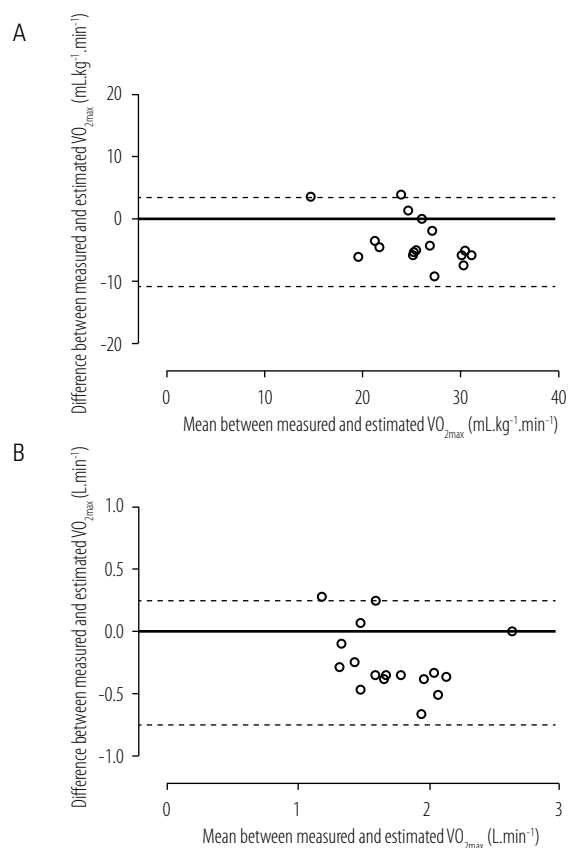 A
Difference between measured and estimated VO2max (mL.kg-1.min-1)
20
10
0
-10
-20
0 10 20 30 40
Mean between measured and estimated VO2max (mL.kg-1.min-1)
B
Difference between measured and estimated VO2max (L.min-1)
1.0
0.5
0.0
-0.5
-1.0
0 1 2 3
Mean between measured and estimated VO2max (L.min-1)